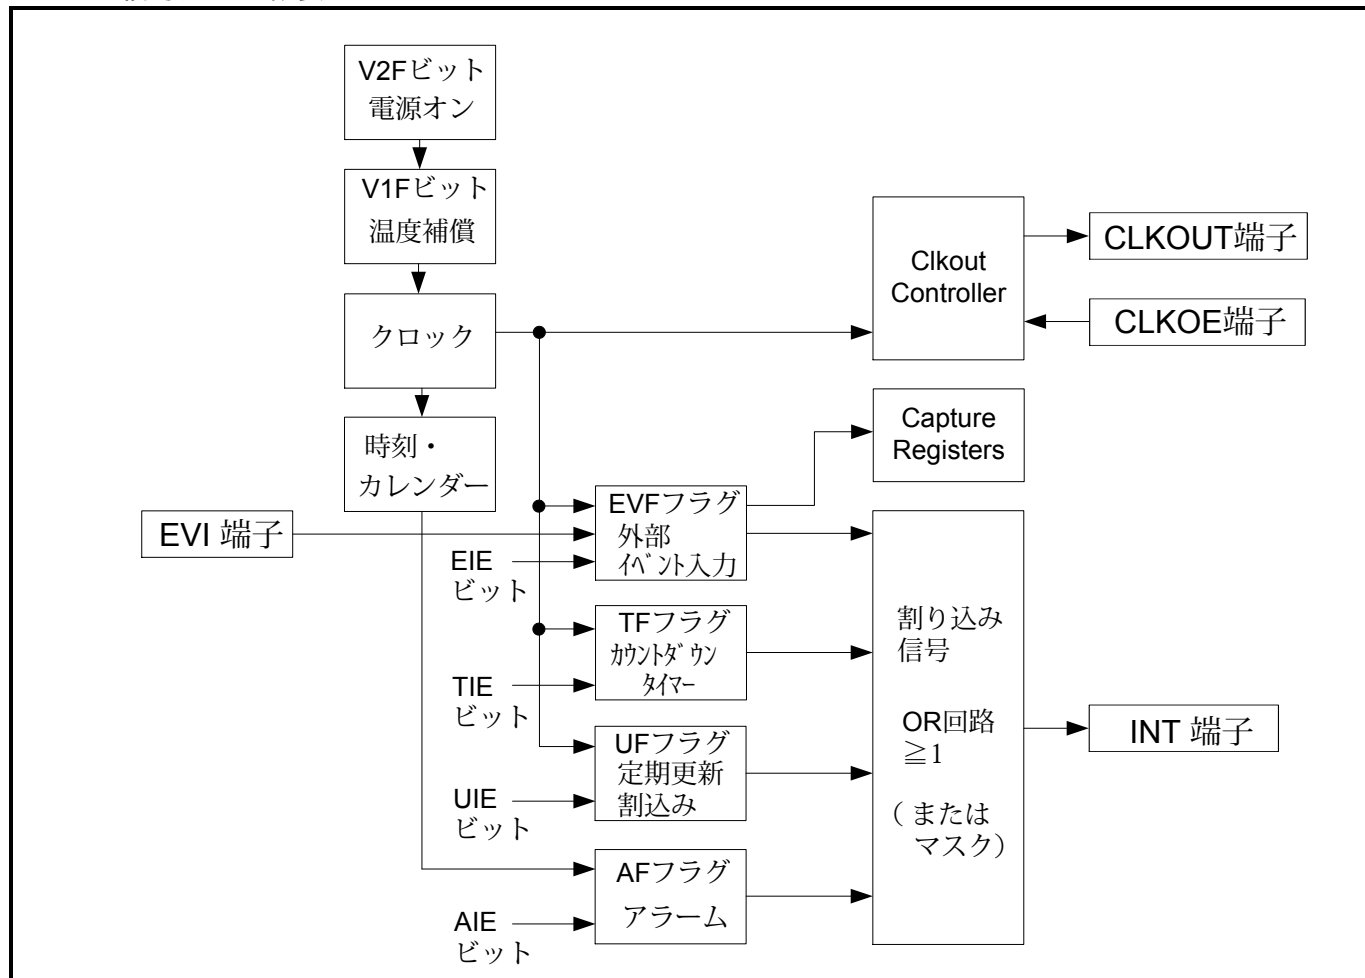 V2Fビット
電源オン
V1Fビット
温度補償
クロック
時刻・
カレンダー
Clkout
Controller
CLKOUT端子
CLKOE端子
Capture
Registers
EVI 端子
EVFフラグ
外部
ｲﾍﾞﾝﾄ入力
EIE
ビット
TFフラグ
ｶｳﾝﾄﾀﾞｳﾝ
ﾀｲﾏｰ
TIE
ビット
UFフラグ
定期更新
割込み
UIE
ビット
AFフラグ
アラーム
AIE
ビット
割り込み
信号
OR回路
≧1
（または
マスク）
INT 端子